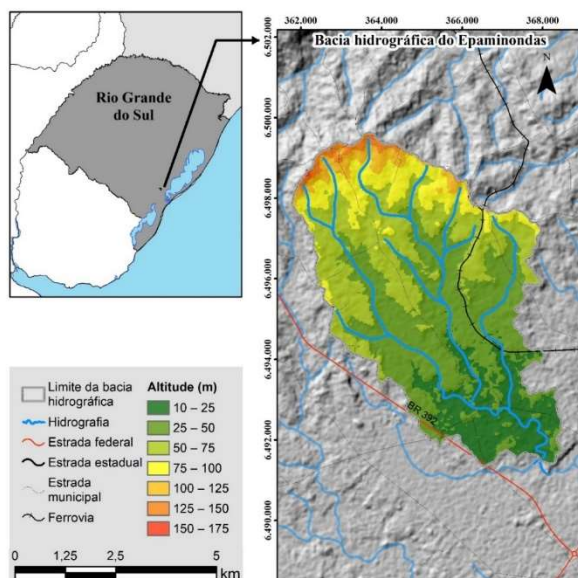 Rio Grande
do Sul
362.000
364.000
366.000
368.000
Bacia hidrográfica do Epaminondas
N
6.502.000
6.500.000
6.498.000
6.496.000
6.494.000
6.492.000
6.490.000
BR 392
Limite da bacia
hidrográfica
Hidrografia
Estrada federal
Estrada estadual
Estrada
municipal
Ferrovia
Altitude (m)
10 – 25
25 – 50
50 – 75
75 – 100
100 – 125
125 – 150
150 – 175
0 1,25 2,5 5
km